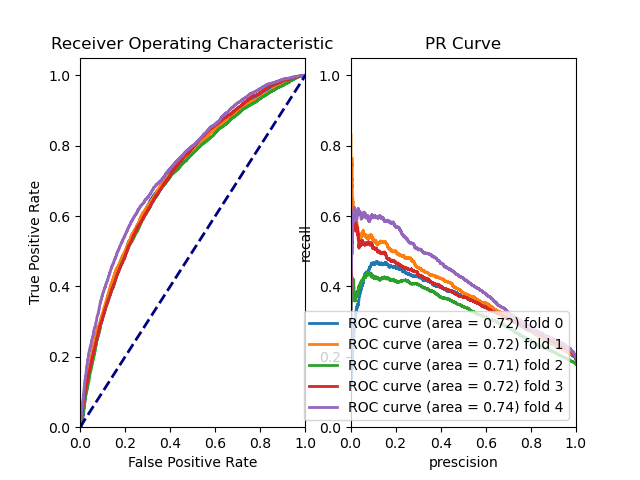 Receiver Operating Characteristic
1.0
0.8
0.6
0.4
0.2
0.0
True Positive Rate
0.0 0.2 0.4 0.6 0.8 1.0
False Positive Rate
PR Curve
1.0
0.8
0.6
0.4
0.2
0.0
recall
ROC curve (area = 0.72) fold 0
ROC curve (area = 0.72) fold 1
ROC curve (area = 0.71) fold 2
ROC curve (area = 0.72) fold 3
ROC curve (area = 0.74) fold 4
0.0 0.2 0.4 0.6 0.8 1.0
prescision